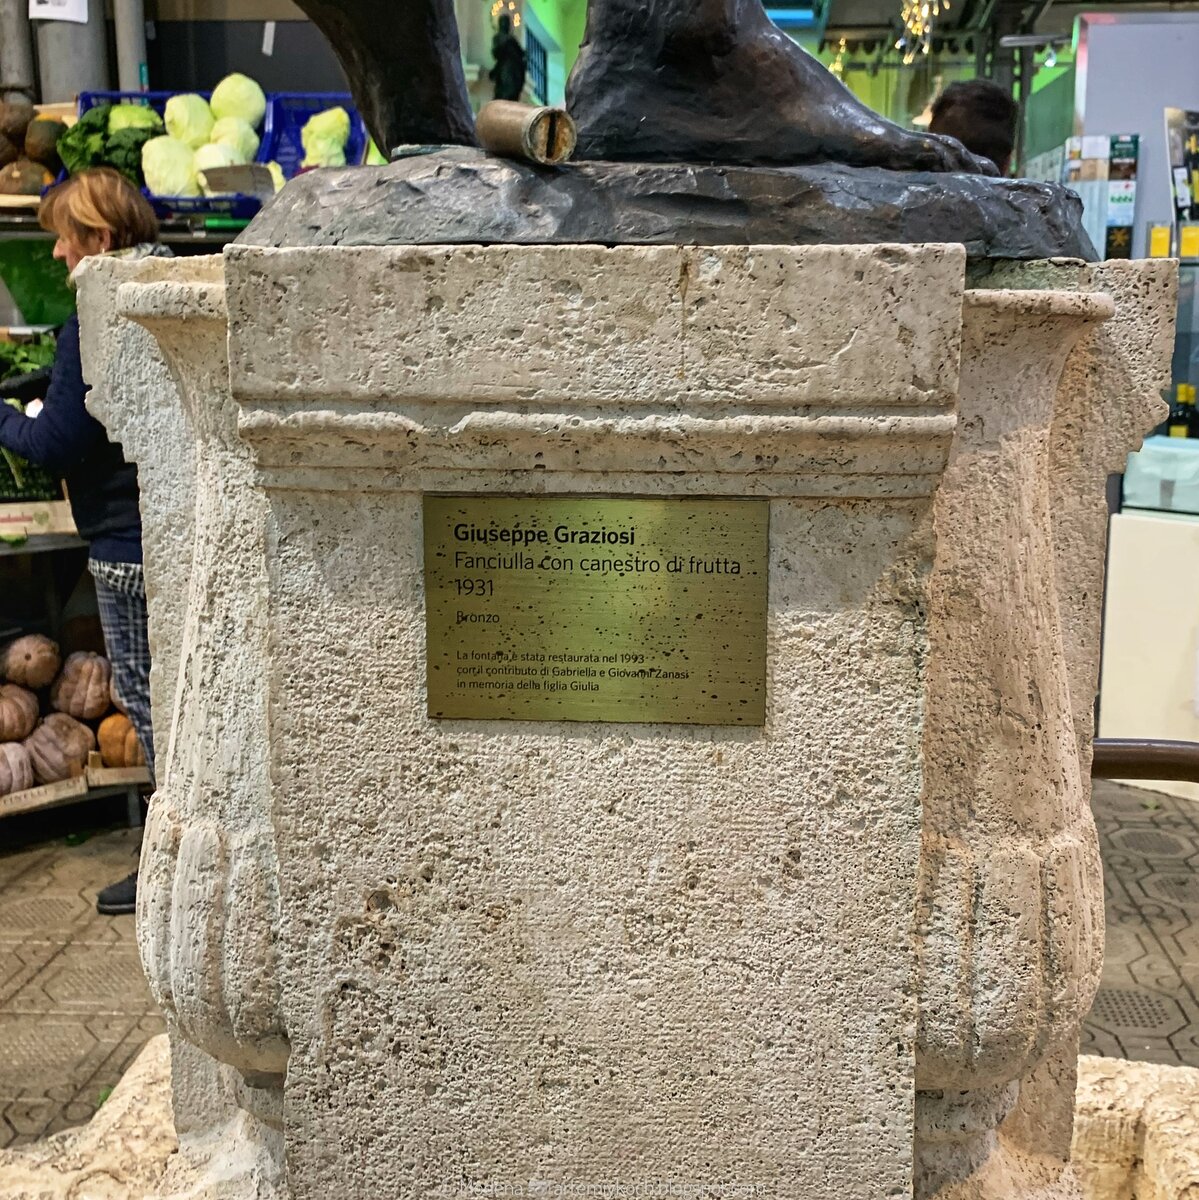 Giuseppe Graziosi
Fanciulla con canestro di frutta
1931
Bronzo
La fontana è stata restaurata nel 1993
con il contributo di Gabriella e Giovanni Zanasi
in memoria della figlia Giulia